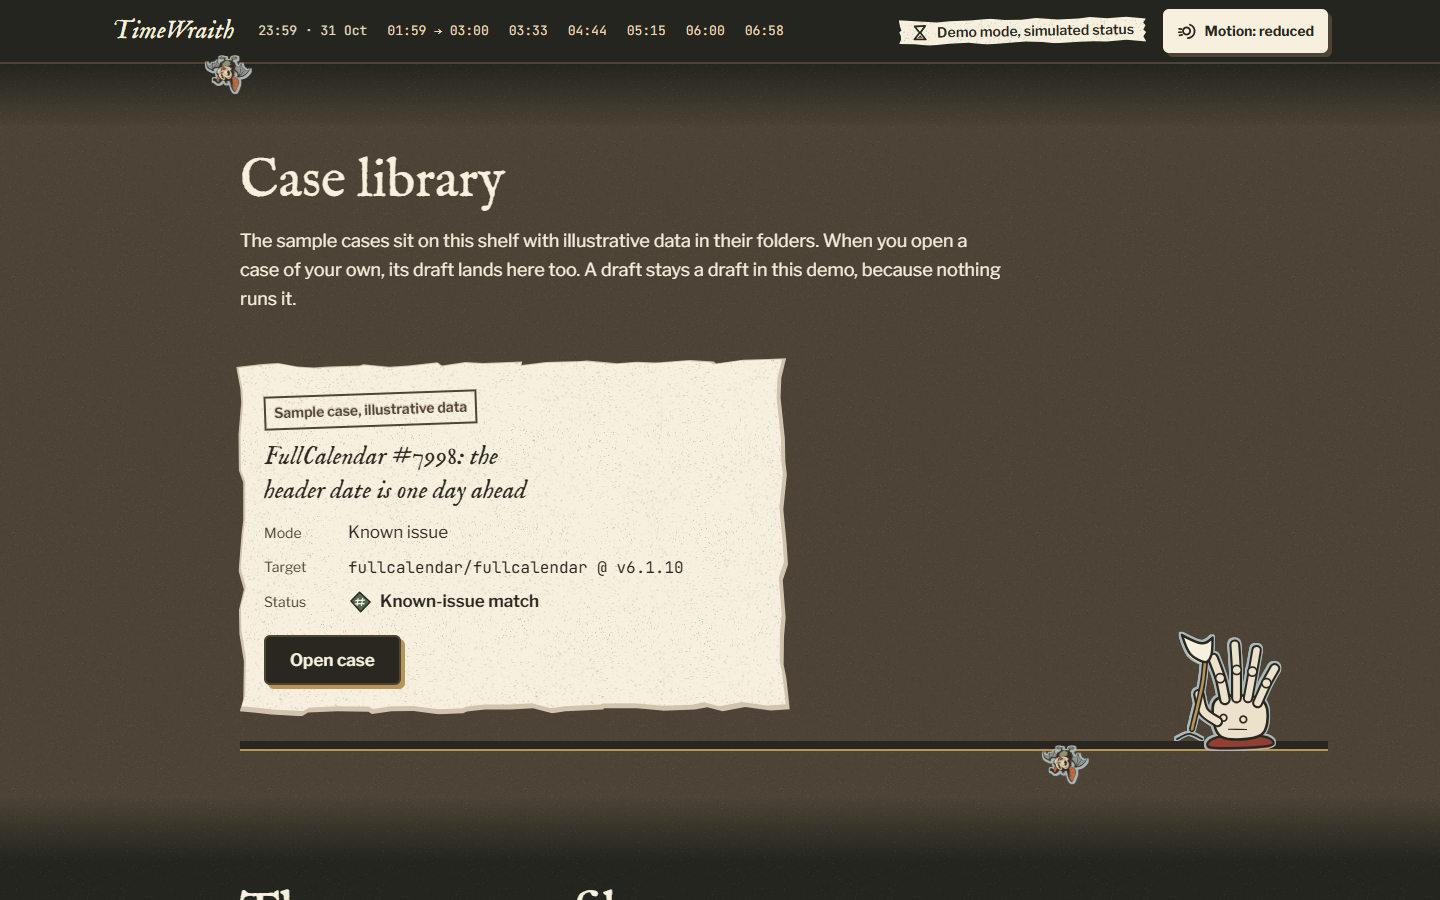 TimeWraith
23:59 · 31 Oct
01:59 → 03:00
03:33
04:44
05:15
06:00
06:58
Demo mode, simulated status
Motion: reduced
Case library
The sample cases sit on this shelf with illustrative data in their folders. When you open a
case of your own, its draft lands here too. A draft stays a draft in this demo, because nothing
runs it.
Sample case, illustrative data
FullCalendar #7998: the
header date is one day ahead
Mode Known issue
Target fullcalendar/fullcalendar @ v6.1.10
Status Known-issue match
Open case